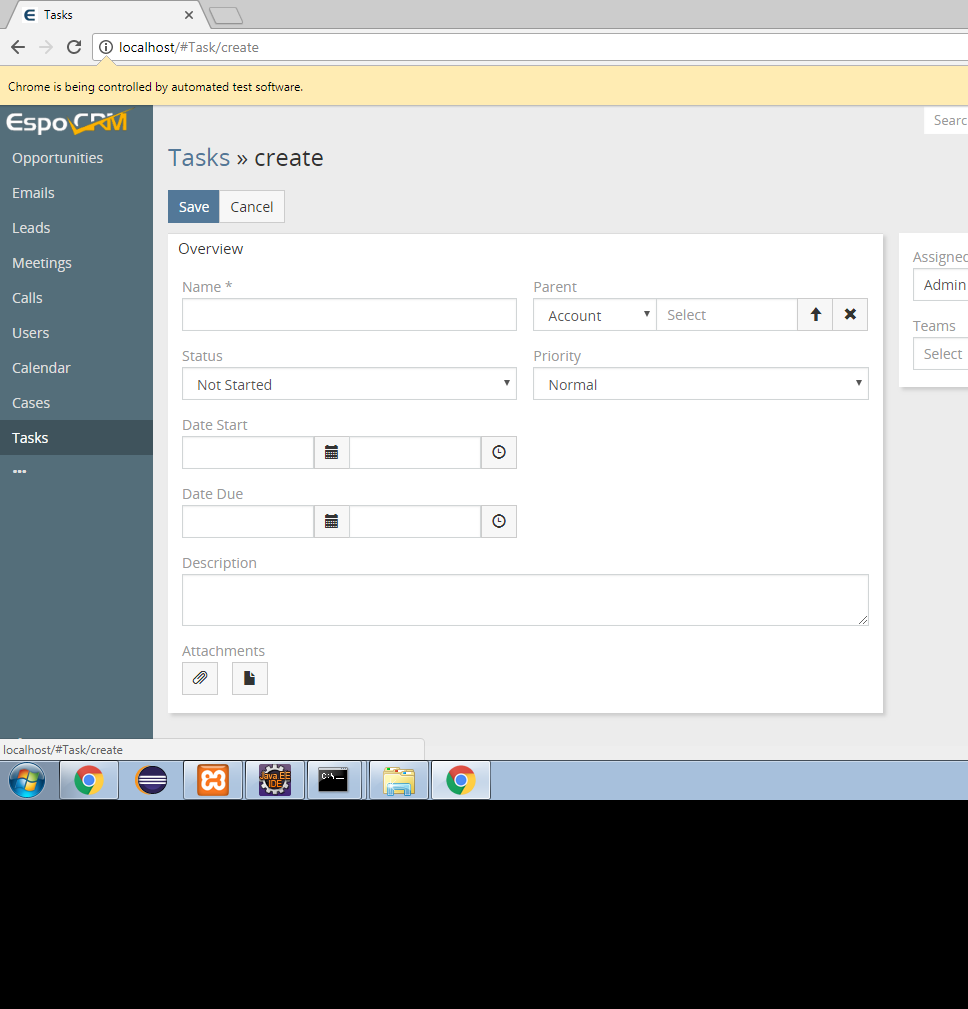 Tasks
localhost/#Task/create
Chrome is being controlled by automated test software.
EspoCRM
Searc
Opportunities
Emails
Leads
Meetings
Calls
Users
Calendar
Cases
Tasks
Tasks » create
Save Cancel
Overview
Name * Parent
Account Select
Status Priority
Not Started Normal
Date Start
Date Due
Description
Attachments
Assigned
Admin
Teams
Select
localhost/#Task/create
Java EE
IDE
C:\